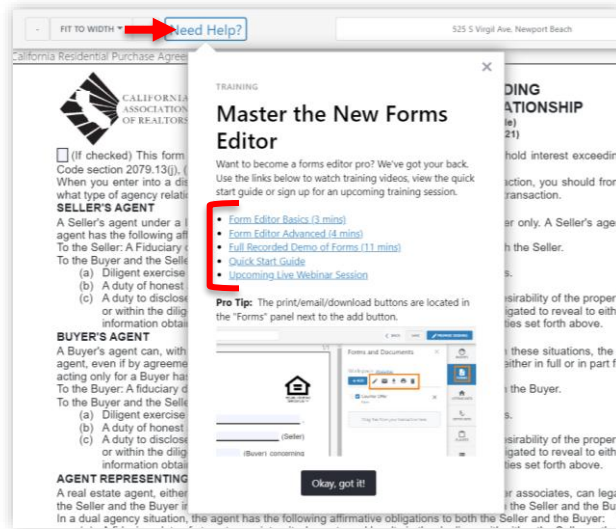 -
FIT TO WIDTH
Need Help?
525 S Virgil Ave, Newport Beach
California Residential Purchase Agree
CALIFORNIA
ASSOCIATION
OF REALTORS
DING
ATIONSHIP
le)
21)
(If checked) This form
hold interest exceedin
Code section 2079.13(j), (
When you enter into a dis
ction, you should fron
what type of agency relatio
ransaction.
SELLER'S AGENT
A Seller's agent under a l
er only. A Seller's age
agent has the following aff
To the Seller: A Fiduciary d
h the Seller.
To the Buyer and the Selle
(a) Diligent exercise
s.
(b) A duty of honest
(c) A duty to disclose
esirability of the proper
or within the dilig
igated to reveal to eith
information obtai
ties set forth above.
BUYER'S AGENT
A Buyer's agent can, with
these situations, the
agent, even if by agreeme
either in full or in part f
acting only for a Buyer has
To the Buyer: A fiduciary d
the Buyer.
To the Buyer and the Selle
(a) Diligent exercise
s.
(b) A duty of honest
(c) A duty to disclose
esirability of the proper
or within the dilig
igated to reveal to eith
information obtai
ties set forth above.
AGENT REPRESENTING
A real estate agent, either
or associates, can lega
the Seller and the Buyer in
the Seller and the B
In a dual agency situation, the agent has the following affirmative obligations to both the Seller and the Buyer:
TRAINING
Master the New Forms
Editor
Want to become a forms editor pro? We've got your back.
Use the links below to watch training videos, view the quick
start guide or sign up for an upcoming training session.
Form Editor Basics (3 mins)
Form Editor Advanced (4 mins)
Full Recorded Demo of Forms (11 mins)
Quick Start Guide
Upcoming Live Webinar Session
Pro Tip: The print/email/download buttons are located in
the "Forms" panel next to the add button.
Forms and Documents
(Seller)
(Buyer) concerning
Okay, got it!